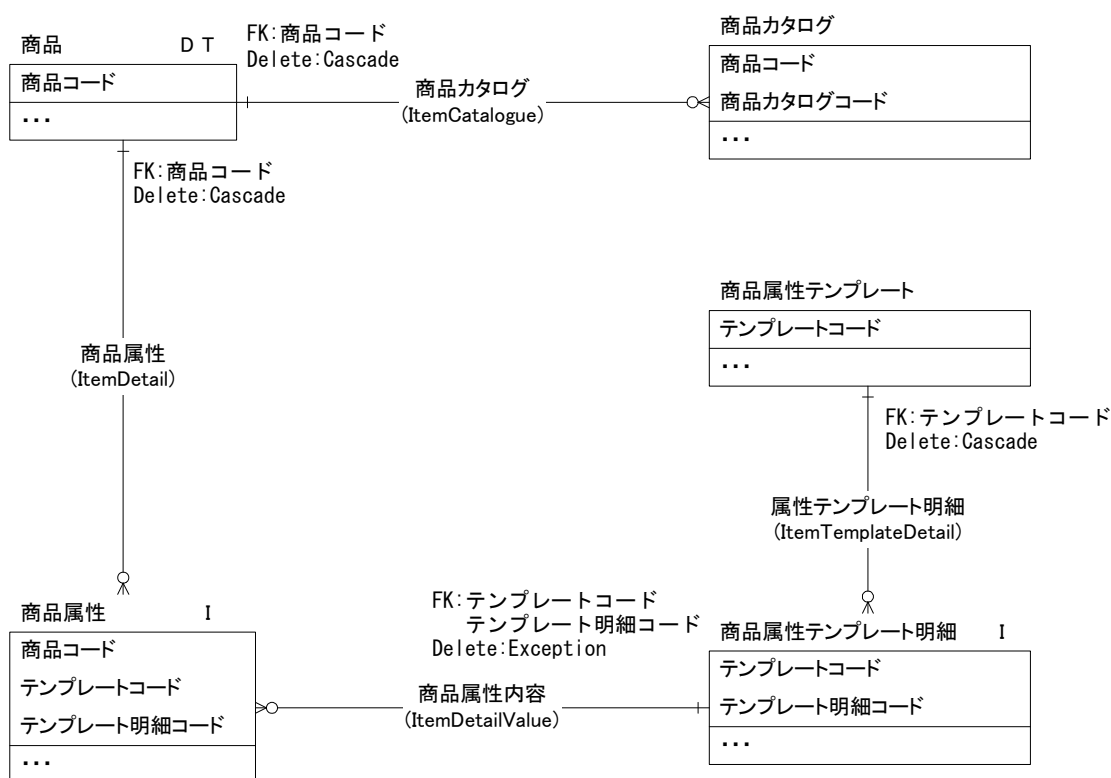 商品 ＤＴ
商品コード
・・・
FK:商品コード
Delete:Cascade
商品カタログ
(ItemCatalogue)
商品カタログ
商品コード
商品カタログコード
・・・
FK:商品コード
Delete:Cascade
商品属性
(ItemDetail)
商品属性テンプレート
テンプレートコード
・・・
FK:テンプレートコード
Delete:Cascade
属性テンプレート明細
(ItemTemplateDetail)
商品属性 I
商品コード
テンプレートコード
テンプレート明細コード
・・・
FK:テンプレートコード
テンプレート明細コード
Delete:Exception
商品属性内容
(ItemDetailValue)
商品属性テンプレート明細 I
テンプレートコード
テンプレート明細コード
・・・